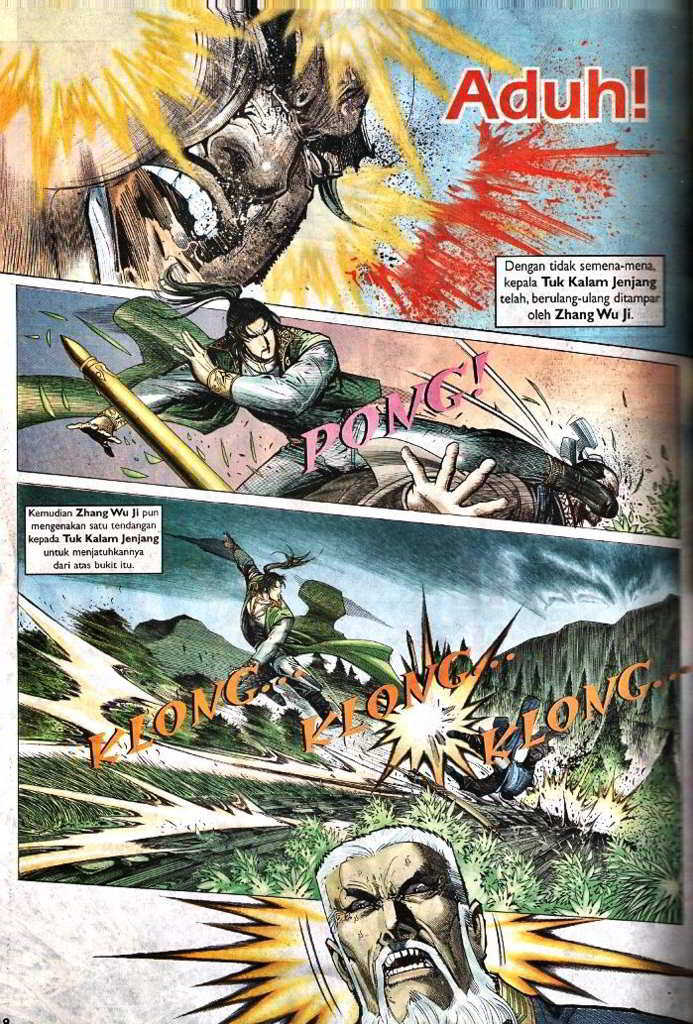 Aduh!
Dengan tidak semena-mena,
kepala Tuk Kalam Jenjang
telah, berulang-ulang ditampar
oleh Zhang Wu Ji.
PONG!
Kemudian Zhang Wu Ji pun
mengenakan satu tendangan
kepada Tuk Kalam Jenjang
untuk menjatuhkannya
dari atas bukit itu.
KLONG...
KLONG...
KLONG...